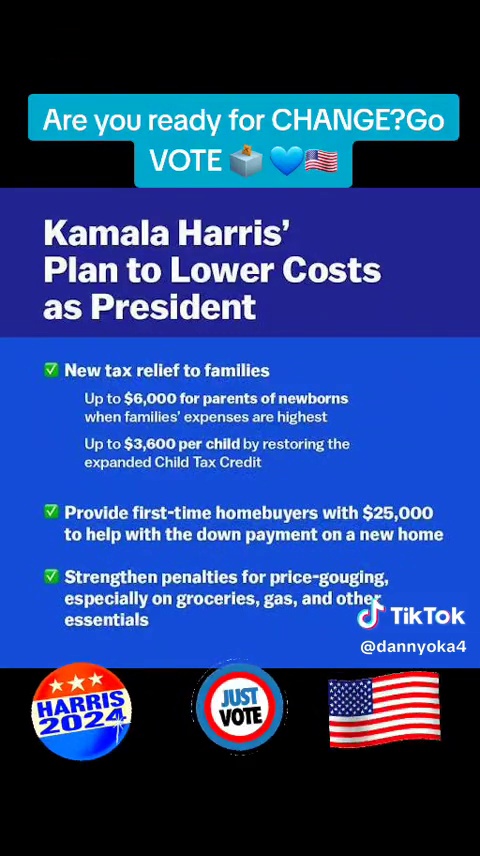 Are you ready for CHANGE?Go
VOTE 🗳️ 💙 🇺🇸
Kamala Harris’
Plan to Lower Costs
as President
✅ New tax relief to families
Up to $6,000 for parents of newborns
when families’ expenses are highest
Up to $3,600 per child by restoring the
expanded Child Tax Credit
✅ Provide first-time homebuyers with $25,000
to help with the down payment on a new home
✅ Strengthen penalties for price-gouging,
especially on groceries, gas, and other
essentials
TikTok
@dannyoka4
HARRIS
2024
JUST
VOTE